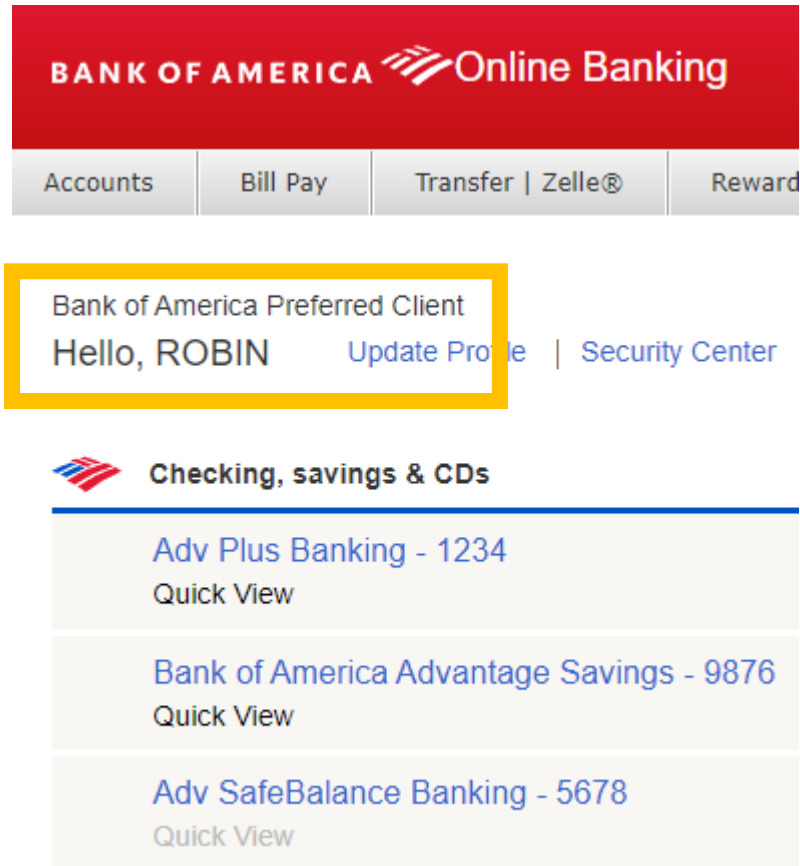 BANK OF AMERICA Online Banking
Accounts Bill Pay Transfer | Zelle® Reward
Bank of America Preferred Client
Hello, ROBIN Update Profile | Security Center
Checking, savings & CDs
Adv Plus Banking - 1234
Quick View
Bank of America Advantage Savings - 9876
Quick View
Adv SafeBalance Banking - 5678
Quick View